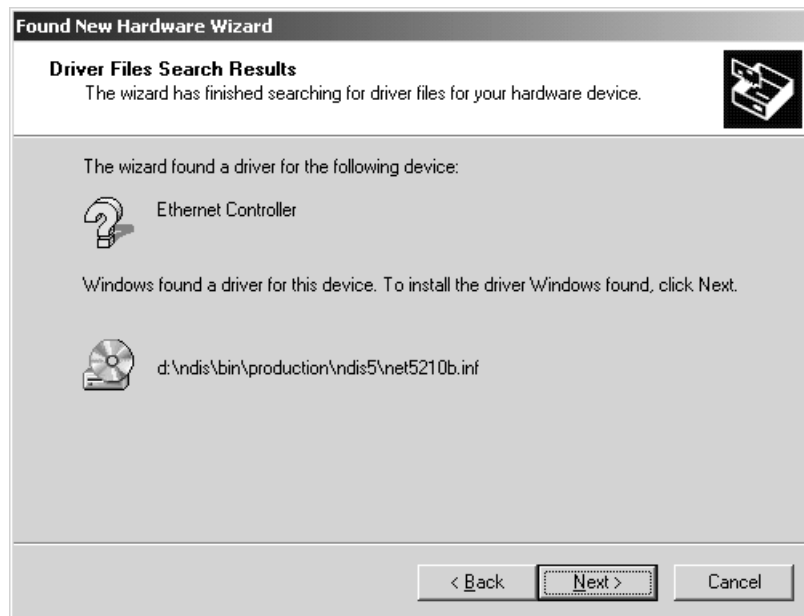 Found New Hardware Wizard
Driver Files Search Results
The wizard has finished searching for driver files for your hardware device.
The wizard found a driver for the following device:
Ethernet Controller
Windows found a driver for this device. To install the driver Windows found, click Next.
d:\ndis\bin\production\ndis5\net5210b.inf
< Back
Next >
Cancel